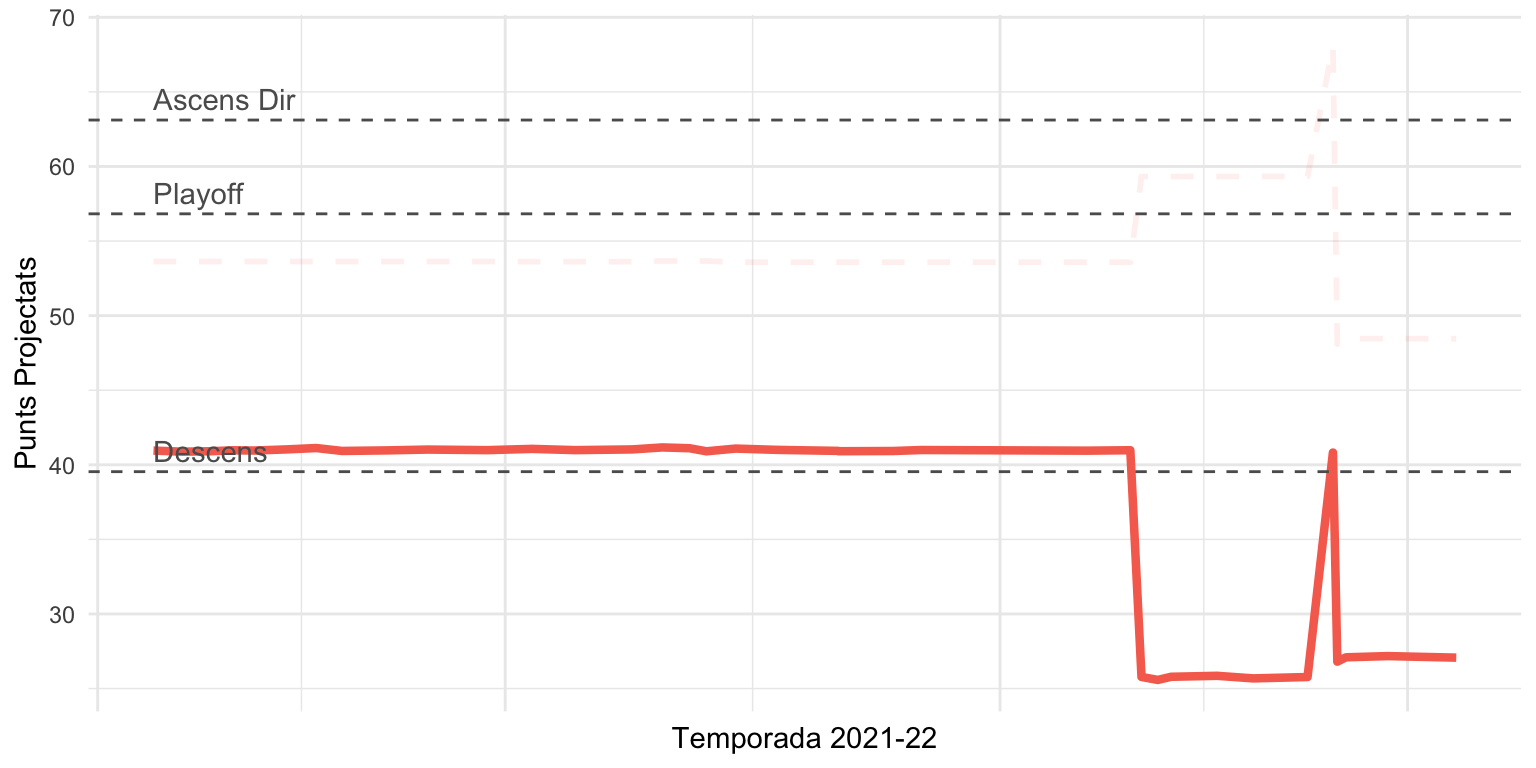 70
Ascens Dir
60
Playoff
50
Descens
40
30
Punts Projectats
Temporada 2021-22